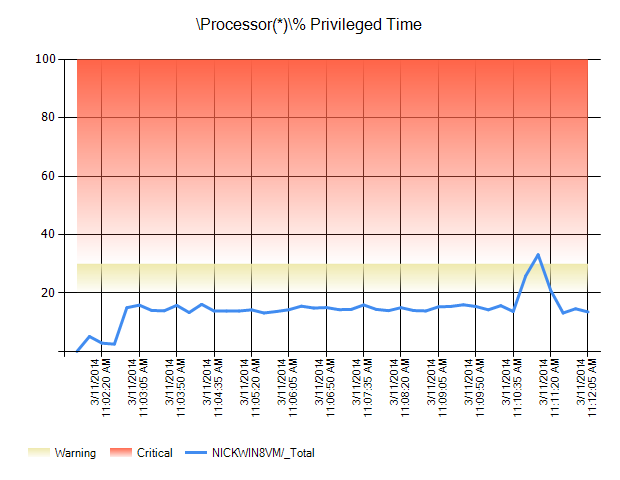 \Processor(*)\% Privileged Time
100
80
60
40
20
3/11/2014 11:02:20 AM
3/11/2014 11:03:05 AM
3/11/2014 11:03:50 AM
3/11/2014 11:04:35 AM
3/11/2014 11:05:20 AM
3/11/2014 11:06:05 AM
3/11/2014 11:06:50 AM
3/11/2014 11:07:35 AM
3/11/2014 11:08:20 AM
3/11/2014 11:09:05 AM
3/11/2014 11:09:50 AM
3/11/2014 11:10:35 AM
3/11/2014 11:11:20 AM
3/11/2014 11:12:05 AM
Warning Critical NICKWIN8VM/_Total